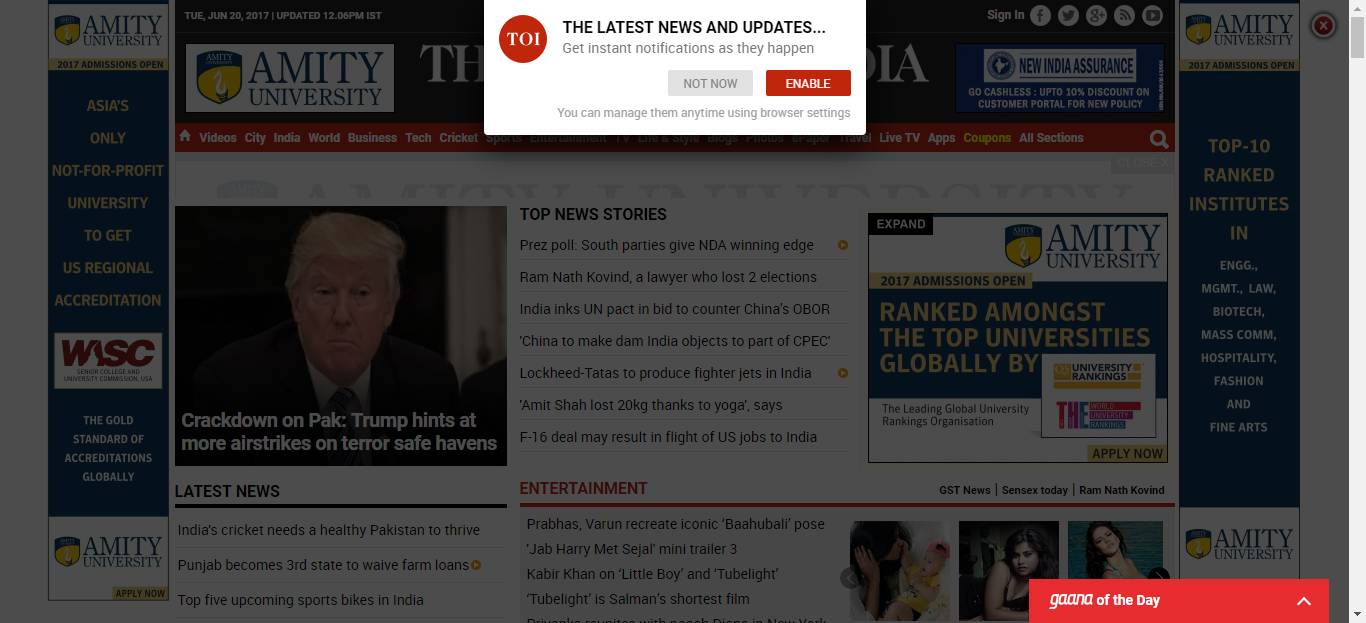 AMITY
UNIVERSITY
2017 ADMISSIONS OPEN
ASIA'S
ONLY
NOT-FOR-PROFIT
UNIVERSITY
TO GET
US REGIONAL
ACCREDITATION
WASC
SENIOR COLLEGE AND
UNIVERSITY COMMISSION, USA
THE GOLD
STANDARD OF
ACCREDITATIONS
GLOBALLY
AMITY
UNIVERSITY
APPLY NOW
TUE, JUN 20, 2017 | UPDATED 12.06PM IST
Sign In
AMITY
AMITY
UNIVERSITY
TOI
THE LATEST NEWS AND UPDATES...
Get instant notifications as they happen
NOT NOW
ENABLE
You can manage them anytime using browser settings
NEW INDIA ASSURANCE
GO CASHLESS : UPTO 10% DISCOUNT ON
CUSTOMER PORTAL FOR NEW POLICY
Videos City India World Business Tech Cricket Sports Entertainment TV Life & Style Blogs Photos ePaper Travel Live TV Apps Coupons All Sections
CLOSE X
AMITY UNIVERSITY
Crackdown on Pak: Trump hints at
more airstrikes on terror safe havens
TOP NEWS STORIES
Prez poll: South parties give NDA winning edge
Ram Nath Kovind, a lawyer who lost 2 elections
India inks UN pact in bid to counter China's OBOR
'China to make dam India objects to part of CPEC'
Lockheed-Tatas to produce fighter jets in India
'Amit Shah lost 20kg thanks to yoga', says
F-16 deal may result in flight of US jobs to India
EXPAND
AMITY
UNIVERSITY
2017 ADMISSIONS OPEN
RANKED AMONGST
THE TOP UNIVERSITIES
GLOBALLY BY
QS UNIVERSITY
RANKINGS
The Leading Global University
Rankings Organisation
THE WORLD
UNIVERSITY
RANKINGS
APPLY NOW
LATEST NEWS
India's cricket needs a healthy Pakistan to thrive
Punjab becomes 3rd state to waive farm loans
Top five upcoming sports bikes in India
ENTERTAINMENT
GST News | Sensex today | Ram Nath Kovind
Prabhas, Varun recreate iconic 'Baahubali' pose
'Jab Harry Met Sejal' mini trailer 3
Kabir Khan on 'Little Boy' and 'Tubelight'
'Tubelight' is Salman's shortest film
Priyanka reunites with pooch Diana in New York
AMITY
UNIVERSITY
2017 ADMISSIONS OPEN
TOP-10
RANKED
INSTITUTES
IN
ENGG.,
MGMT., LAW,
BIOTECH,
MASS COMM,
HOSPITALITY,
FASHION
AND
FINE ARTS
AMITY
UNIVERSITY
gaana of the Day